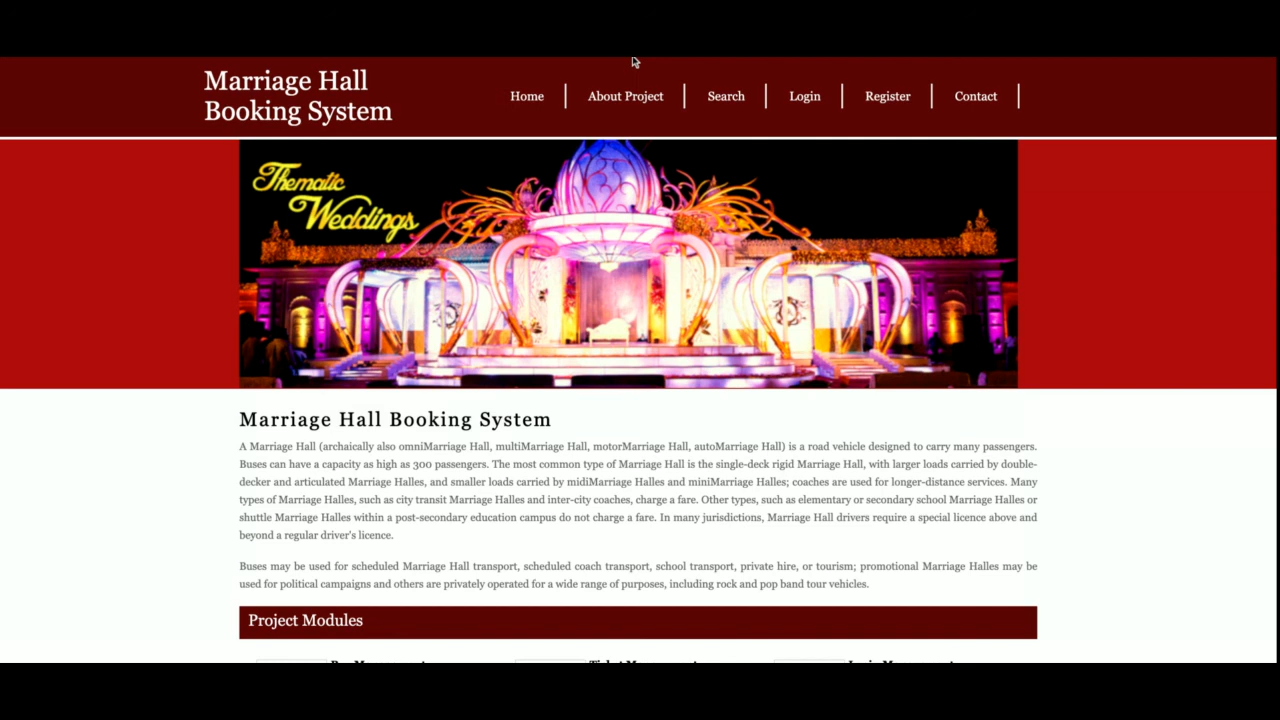 Marriage Hall
Booking System
Home
About Project
Search
Login
Register
Contact
Thematic
Weddings
Marriage Hall Booking System
A Marriage Hall (archaically also omniMarriage Hall, multiMarriage Hall, motorMarriage Hall, autoMarriage Hall) is a road vehicle designed to carry many passengers.
Buses can have a capacity as high as 300 passengers. The most common type of Marriage Hall is the single-deck rigid Marriage Hall, with larger loads carried by double-
decker and articulated Marriage Halles, and smaller loads carried by midiMarriage Halles and miniMarriage Halles; coaches are used for longer-distance services. Many
types of Marriage Halles, such as city transit Marriage Halles and inter-city coaches, charge a fare. Other types, such as elementary or secondary school Marriage Halles or
shuttle Marriage Halles within a post-secondary education campus do not charge a fare. In many jurisdictions, Marriage Hall drivers require a special licence above and
beyond a regular driver's licence.
Buses may be used for scheduled Marriage Hall transport, scheduled coach transport, school transport, private hire, or tourism; promotional Marriage Halles may be
used for political campaigns and others are privately operated for a wide range of purposes, including rock and pop band tour vehicles.
Project Modules